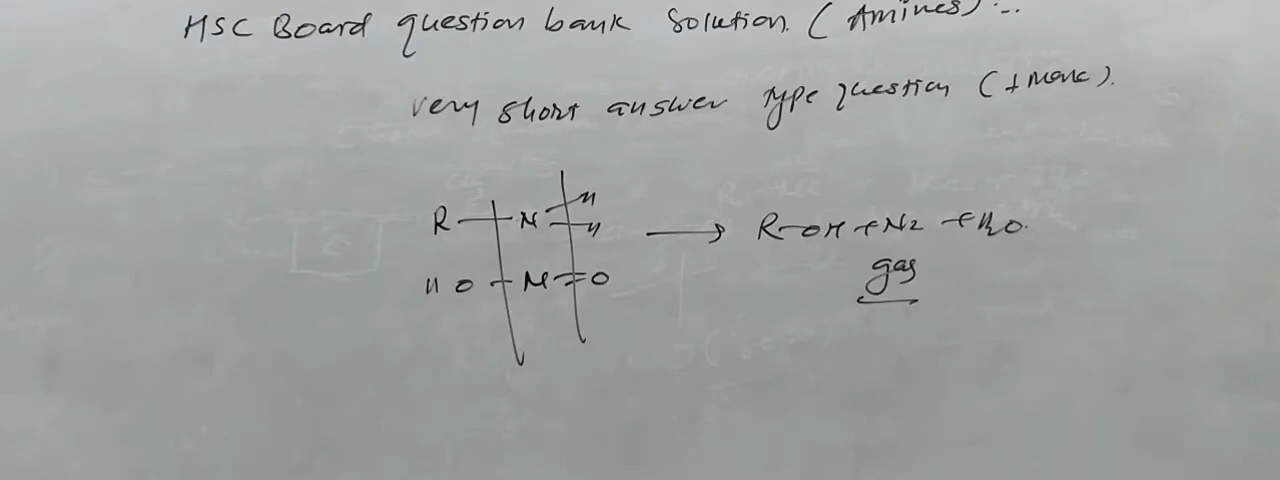 HSC Board question bank Solution. (Amines)...
very short answer type question (1 Mark).
R-N H
H → R-OH + N2 + H2O.
HO-N=O gas